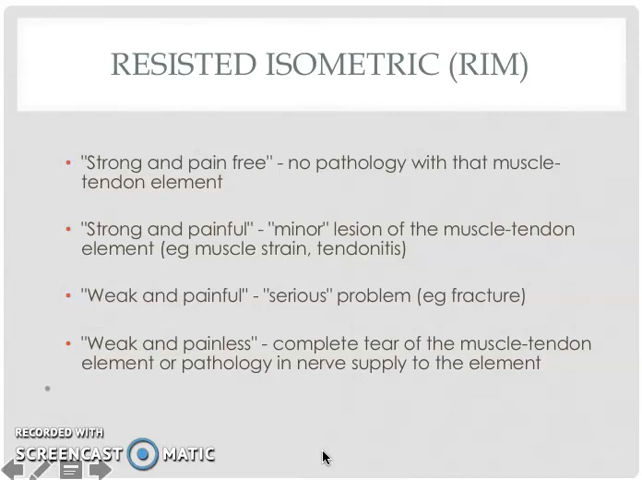 RESISTED ISOMETRIC (RIM)
• "Strong and pain free" - no pathology with that muscle-
tendon element
• "Strong and painful" - "minor" lesion of the muscle-tendon
element (eg muscle strain, tendonitis)
• "Weak and painful" - "serious" problem (eg fracture)
• "Weak and painless" - complete tear of the muscle-tendon
element or pathology in nerve supply to the element
•
RECORDED WITH
SCREENCAST MATIC